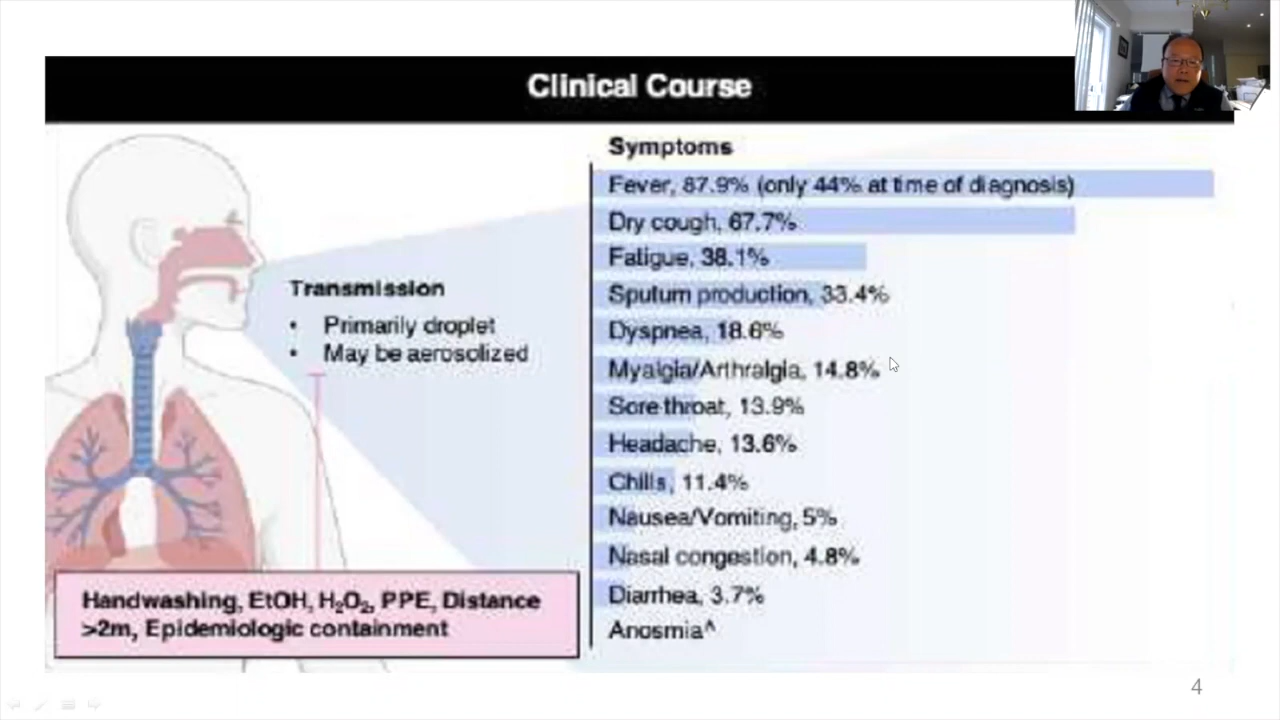 Clinical Course
Symptoms
Fever, 87.9% (only 44% at time of diagnosis)
Dry cough, 67.7%
Fatigue, 38.1%
Sputum production, 33.4%
Dyspnea, 18.6%
Myalgia/Arthralgia, 14.8%
Sore throat, 13.9%
Headache, 13.6%
Chills, 11.4%
Nausea/Vomiting, 5%
Nasal congestion, 4.8%
Diarrhea, 3.7%
Anosmia^
Transmission
• Primarily droplet
• May be aerosolized
Handwashing, EtOH, H₂O₂, PPE, Distance
>2m, Epidemiologic containment
4